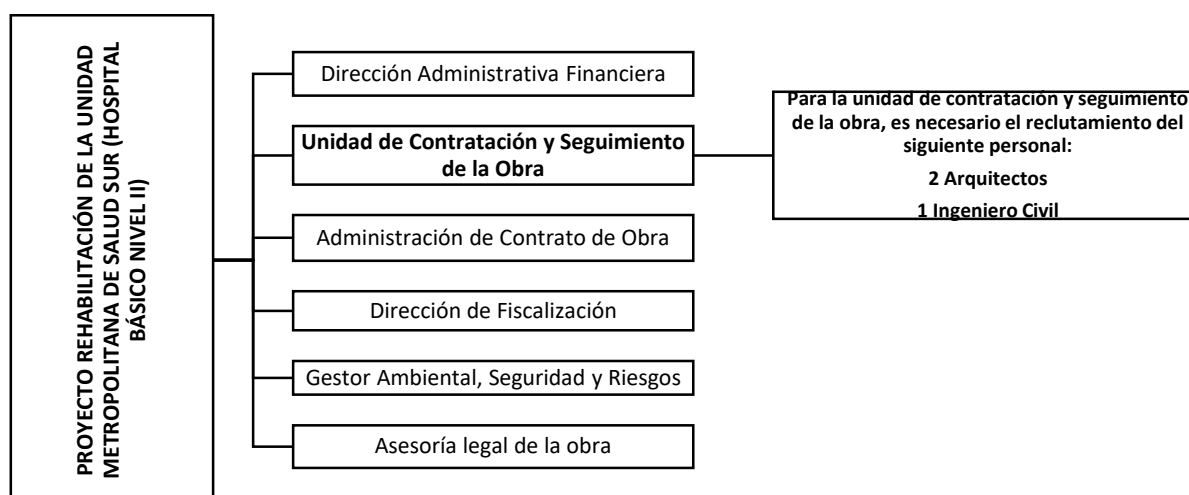 PROYECTO REHABILITACIÓN DE LA UNIDAD
METROPOLITANA DE SALUD SUR (HOSPITAL
BÁSICO NIVEL II)
Dirección Administrativa Financiera
Unidad de Contratación y Seguimiento
de la Obra
Administración de Contrato de Obra
Dirección de Fiscalización
Gestor Ambiental, Seguridad y Riesgos
Asesoría legal de la obra
Para la unidad de contratación y seguimiento
de la obra, es necesario el reclutamiento del
siguiente personal:
2 Arquitectos
1 Ingeniero Civil